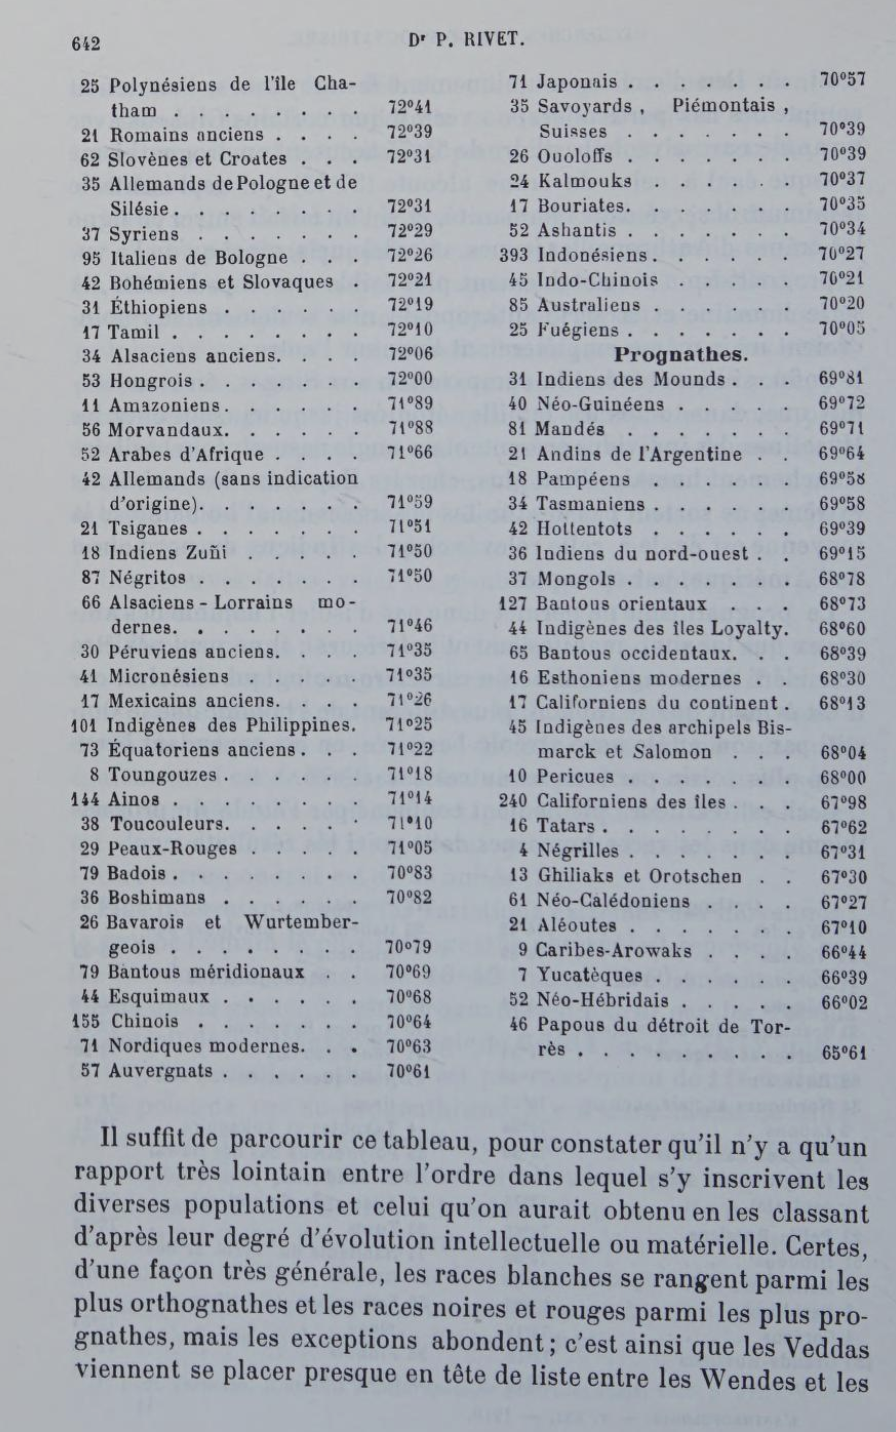 642
Dr P. RIVET.
25 Polynésiens de l'île Cha-
tham . . . . . . . . 72°41
21 Romains anciens . . . . 72°39
62 Slovènes et Croates . . . 72°31
35 Allemands de Pologne et de
Silésie . . . . . . . . 72°31
37 Syriens . . . . . . . 72°29
95 Italiens de Bologne . . . 72°26
42 Bohémiens et Slovaques . 72°21
31 Éthiopiens . . . . . . 72°19
17 Tamil . . . . . . . . 72°10
34 Alsaciens anciens. . . . 72°06
53 Hongrois . . . . . . . 72°00
11 Amazoniens. . . . . . 71°89
56 Morvandaux. . . . . . 71°88
52 Arabes d'Afrique . . . . 71°66
42 Allemands (sans indication
d'origine). . . . . . . 71°59
21 Tsiganes . . . . . . . 71°51
18 Indiens Zuñi . . . . . 71°50
87 Négritos . . . . . . . 71°50
66 Alsaciens - Lorrains mo-
dernes. . . . . . . . 71°46
30 Péruviens anciens. . . . 71°35
41 Micronésiens . . . . . 71°35
17 Mexicains anciens. . . . 71°26
101 Indigènes des Philippines. 71°25
73 Équatoriens anciens . . . 71°22
8 Toungouzes . . . . . . 71°18
144 Ainos . . . . . . . . 71°14
38 Toucouleurs. . . . . . 71°10
29 Peaux-Rouges . . . . . 71°05
79 Badois . . . . . . . . 70°83
36 Boshimans . . . . . . 70°82
26 Bavarois et Wurtember-
geois . . . . . . . . 70°79
79 Bantous méridionaux . . 70°69
44 Esquimaux . . . . . . 70°68
155 Chinois . . . . . . . 70°64
71 Nordiques modernes. . . 70°63
57 Auvergnats . . . . . . 70°61
71 Japonais . . . . . . . 70°57
35 Savoyards, Piémontais,
Suisses . . . . . . . 70°39
26 Ouoloffs . . . . . . . 70°39
24 Kalmouks . . . . . . 70°37
17 Bouriates. . . . . . . 70°35
52 Ashantis . . . . . . . 70°34
393 Indonésiens . . . . . . 70°27
45 Indo-Chinois . . . . . 70°21
85 Australiens . . . . . . 70°20
25 Fuégiens . . . . . . . 70°05
Prognathes.
31 Indiens des Mounds . . . 69°81
40 Néo-Guinéens . . . . . 69°72
81 Mandés . . . . . . . 69°71
21 Andins de l'Argentine . . 69°64
18 Pampéens . . . . . . 69°58
34 Tasmaniens . . . . . . 69°58
42 Hottentots . . . . . . 69°39
36 Indiens du nord-ouest . . 69°15
37 Mongols . . . . . . . 68°78
127 Bantous orientaux . . . 68°73
44 Indigènes des îles Loyalty. 68°60
65 Bantous occidentaux. . . 68°39
16 Esthoniens modernes . . 68°30
17 Californiens du continent . 68°13
45 Indigènes des archipels Bis-
marck et Salomon . . . 68°04
10 Pericues . . . . . . . 68°00
240 Californiens des îles . . . 67°98
16 Tatars . . . . . . . . 67°62
4 Négrilles . . . . . . . 67°31
13 Ghiliaks et Orotschen . . 67°30
61 Néo-Calédoniens . . . . 67°27
21 Aléoutes . . . . . . . 67°10
9 Caribes-Arowaks . . . . 66°44
7 Yucatèques . . . . . . 66°39
52 Néo-Hébridais . . . . . 66°02
46 Papous du détroit de Tor-
rès . . . . . . . . . 65°61
Il suffit de parcourir ce tableau, pour constater qu'il n'y a qu'un
rapport très lointain entre l'ordre dans lequel s'y inscrivent les
diverses populations et celui qu'on aurait obtenu en les classant
d'après leur degré d'évolution intellectuelle ou matérielle. Certes,
d'une façon très générale, les races blanches se rangent parmi les
plus orthognathes et les races noires et rouges parmi les plus pro-
gnathes, mais les exceptions abondent ; c'est ainsi que les Veddas
viennent se placer presque en tête de liste entre les Wendes et les